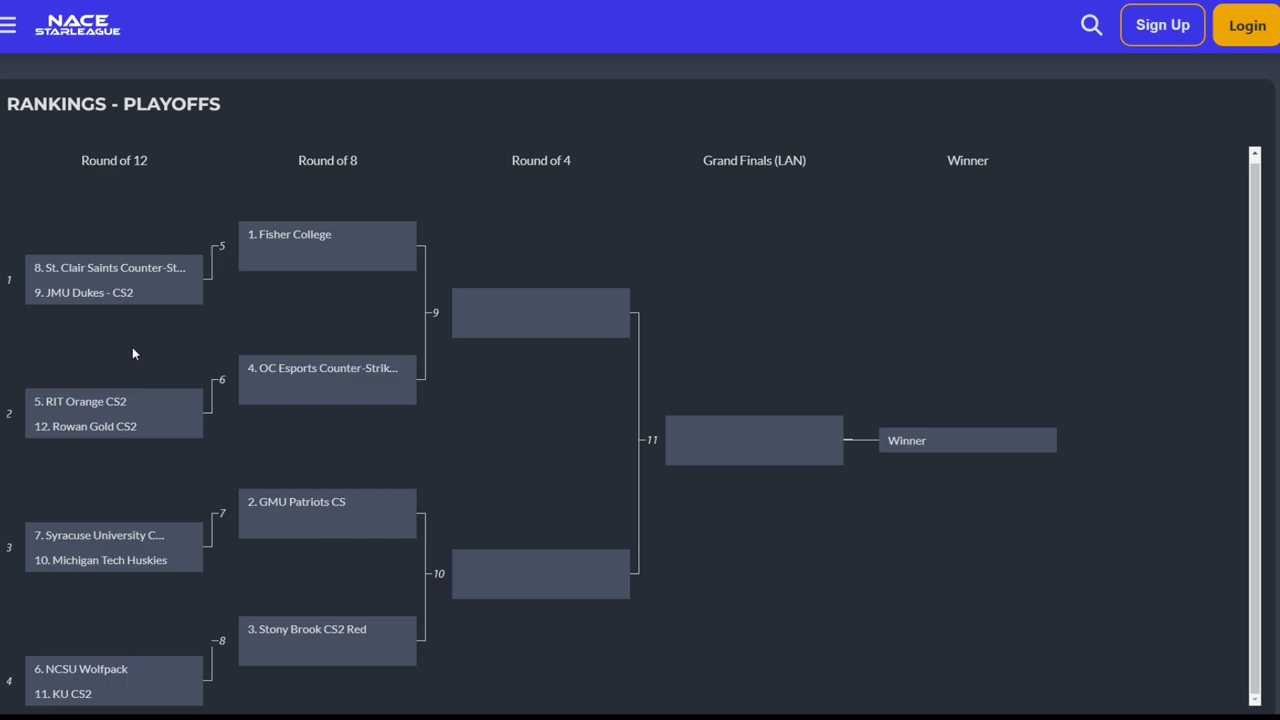 NACE
STARLEAGUE
Sign Up
Login
RANKINGS - PLAYOFFS
Round of 12
Round of 8
Round of 4
Grand Finals (LAN)
Winner
1
8. St. Clair Saints Counter-St...
9. JMU Dukes - CS2
2
5. RIT Orange CS2
12. Rowan Gold CS2
3
7. Syracuse University C...
10. Michigan Tech Huskies
4
6. NCSU Wolfpack
11. KU CS2
5
1. Fisher College
6
4. OC Esports Counter-Strik...
7
2. GMU Patriots CS
8
3. Stony Brook CS2 Red
9
10
11
Winner